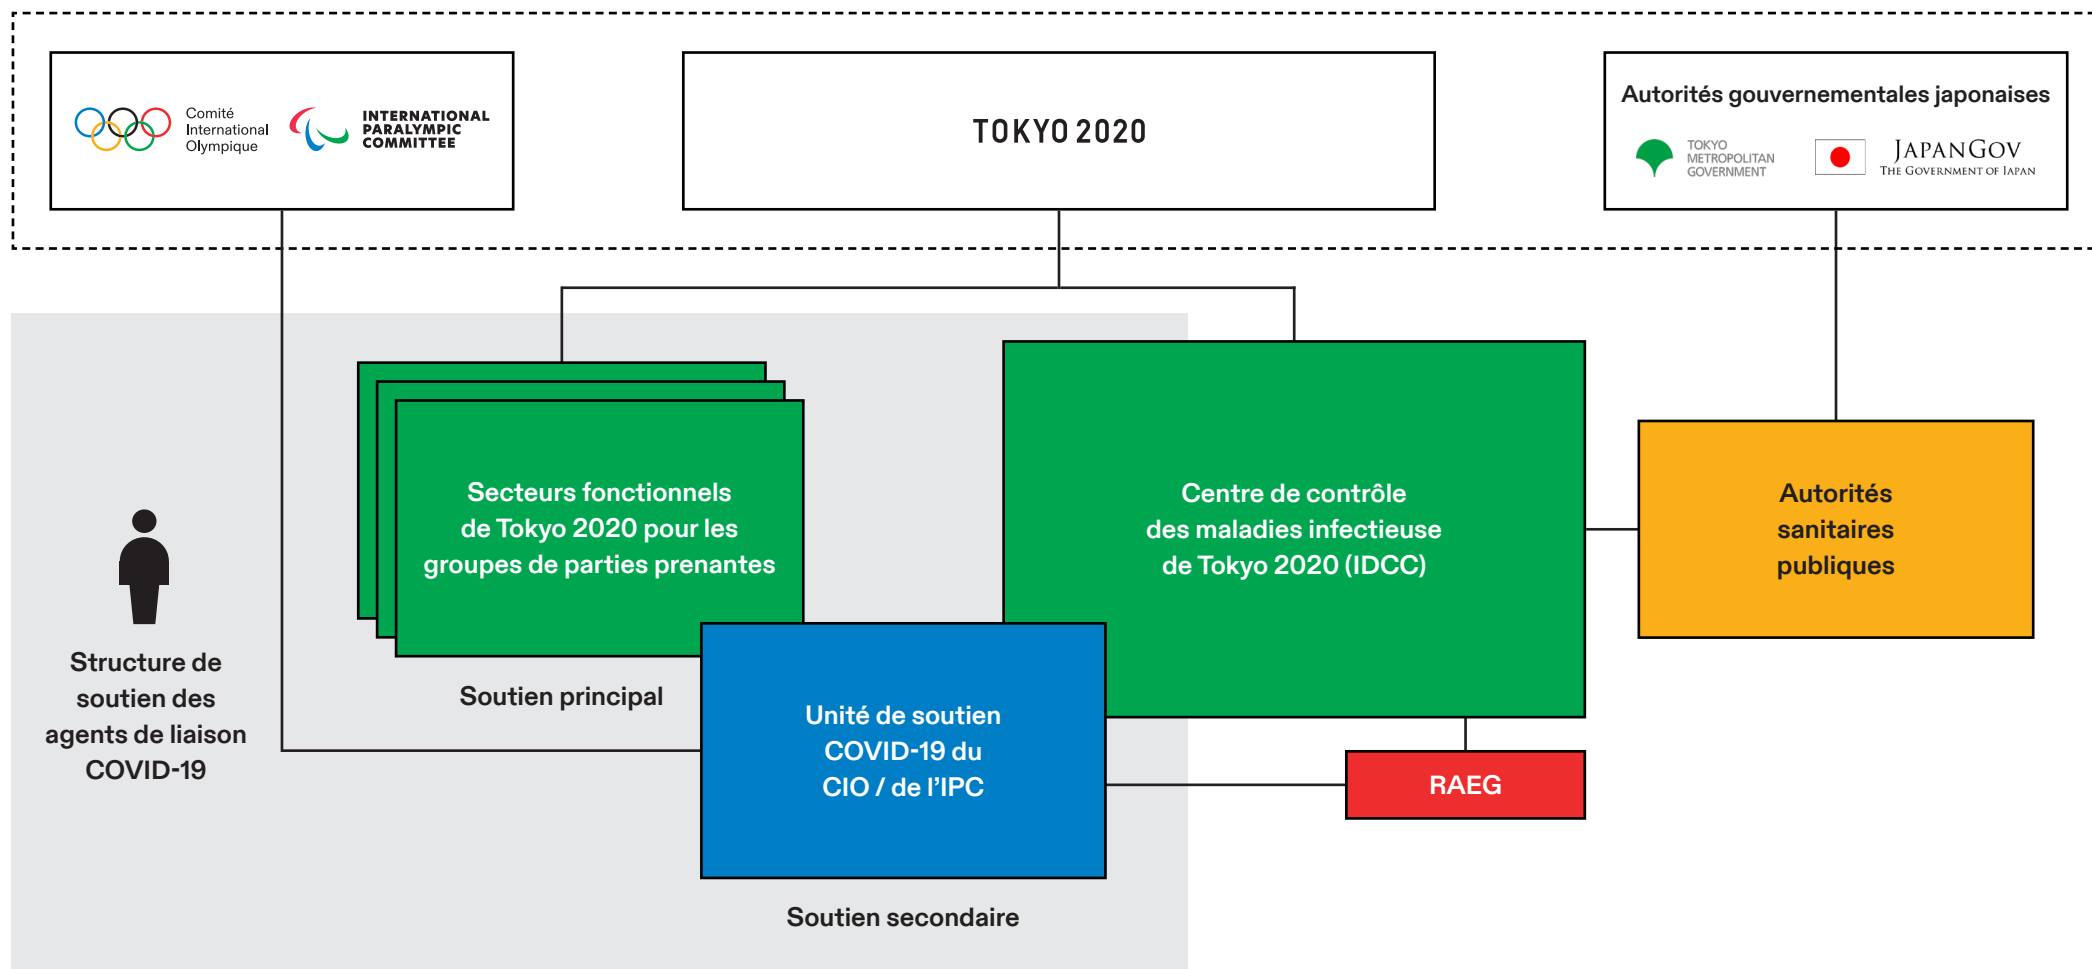 Comité
International
Olympique
INTERNATIONAL
PARALYMPIC
COMMITTEE
TOKYO 2020
Autorités gouvernementales japonaises
TOKYO
METROPOLITAN
GOVERNMENT
JAPANGOV
THE GOVERNMENT OF JAPAN
Secteurs fonctionnels
de Tokyo 2020 pour les
groupes de parties prenantes
Centre de contrôle
des maladies infectieuse
de Tokyo 2020 (IDCC)
Autorités
sanitaires
publiques
Structure de
soutien des
agents de liaison
COVID-19
Soutien principal
Unité de soutien
COVID-19 du
CIO / de l’IPC
RAEG
Soutien secondaire